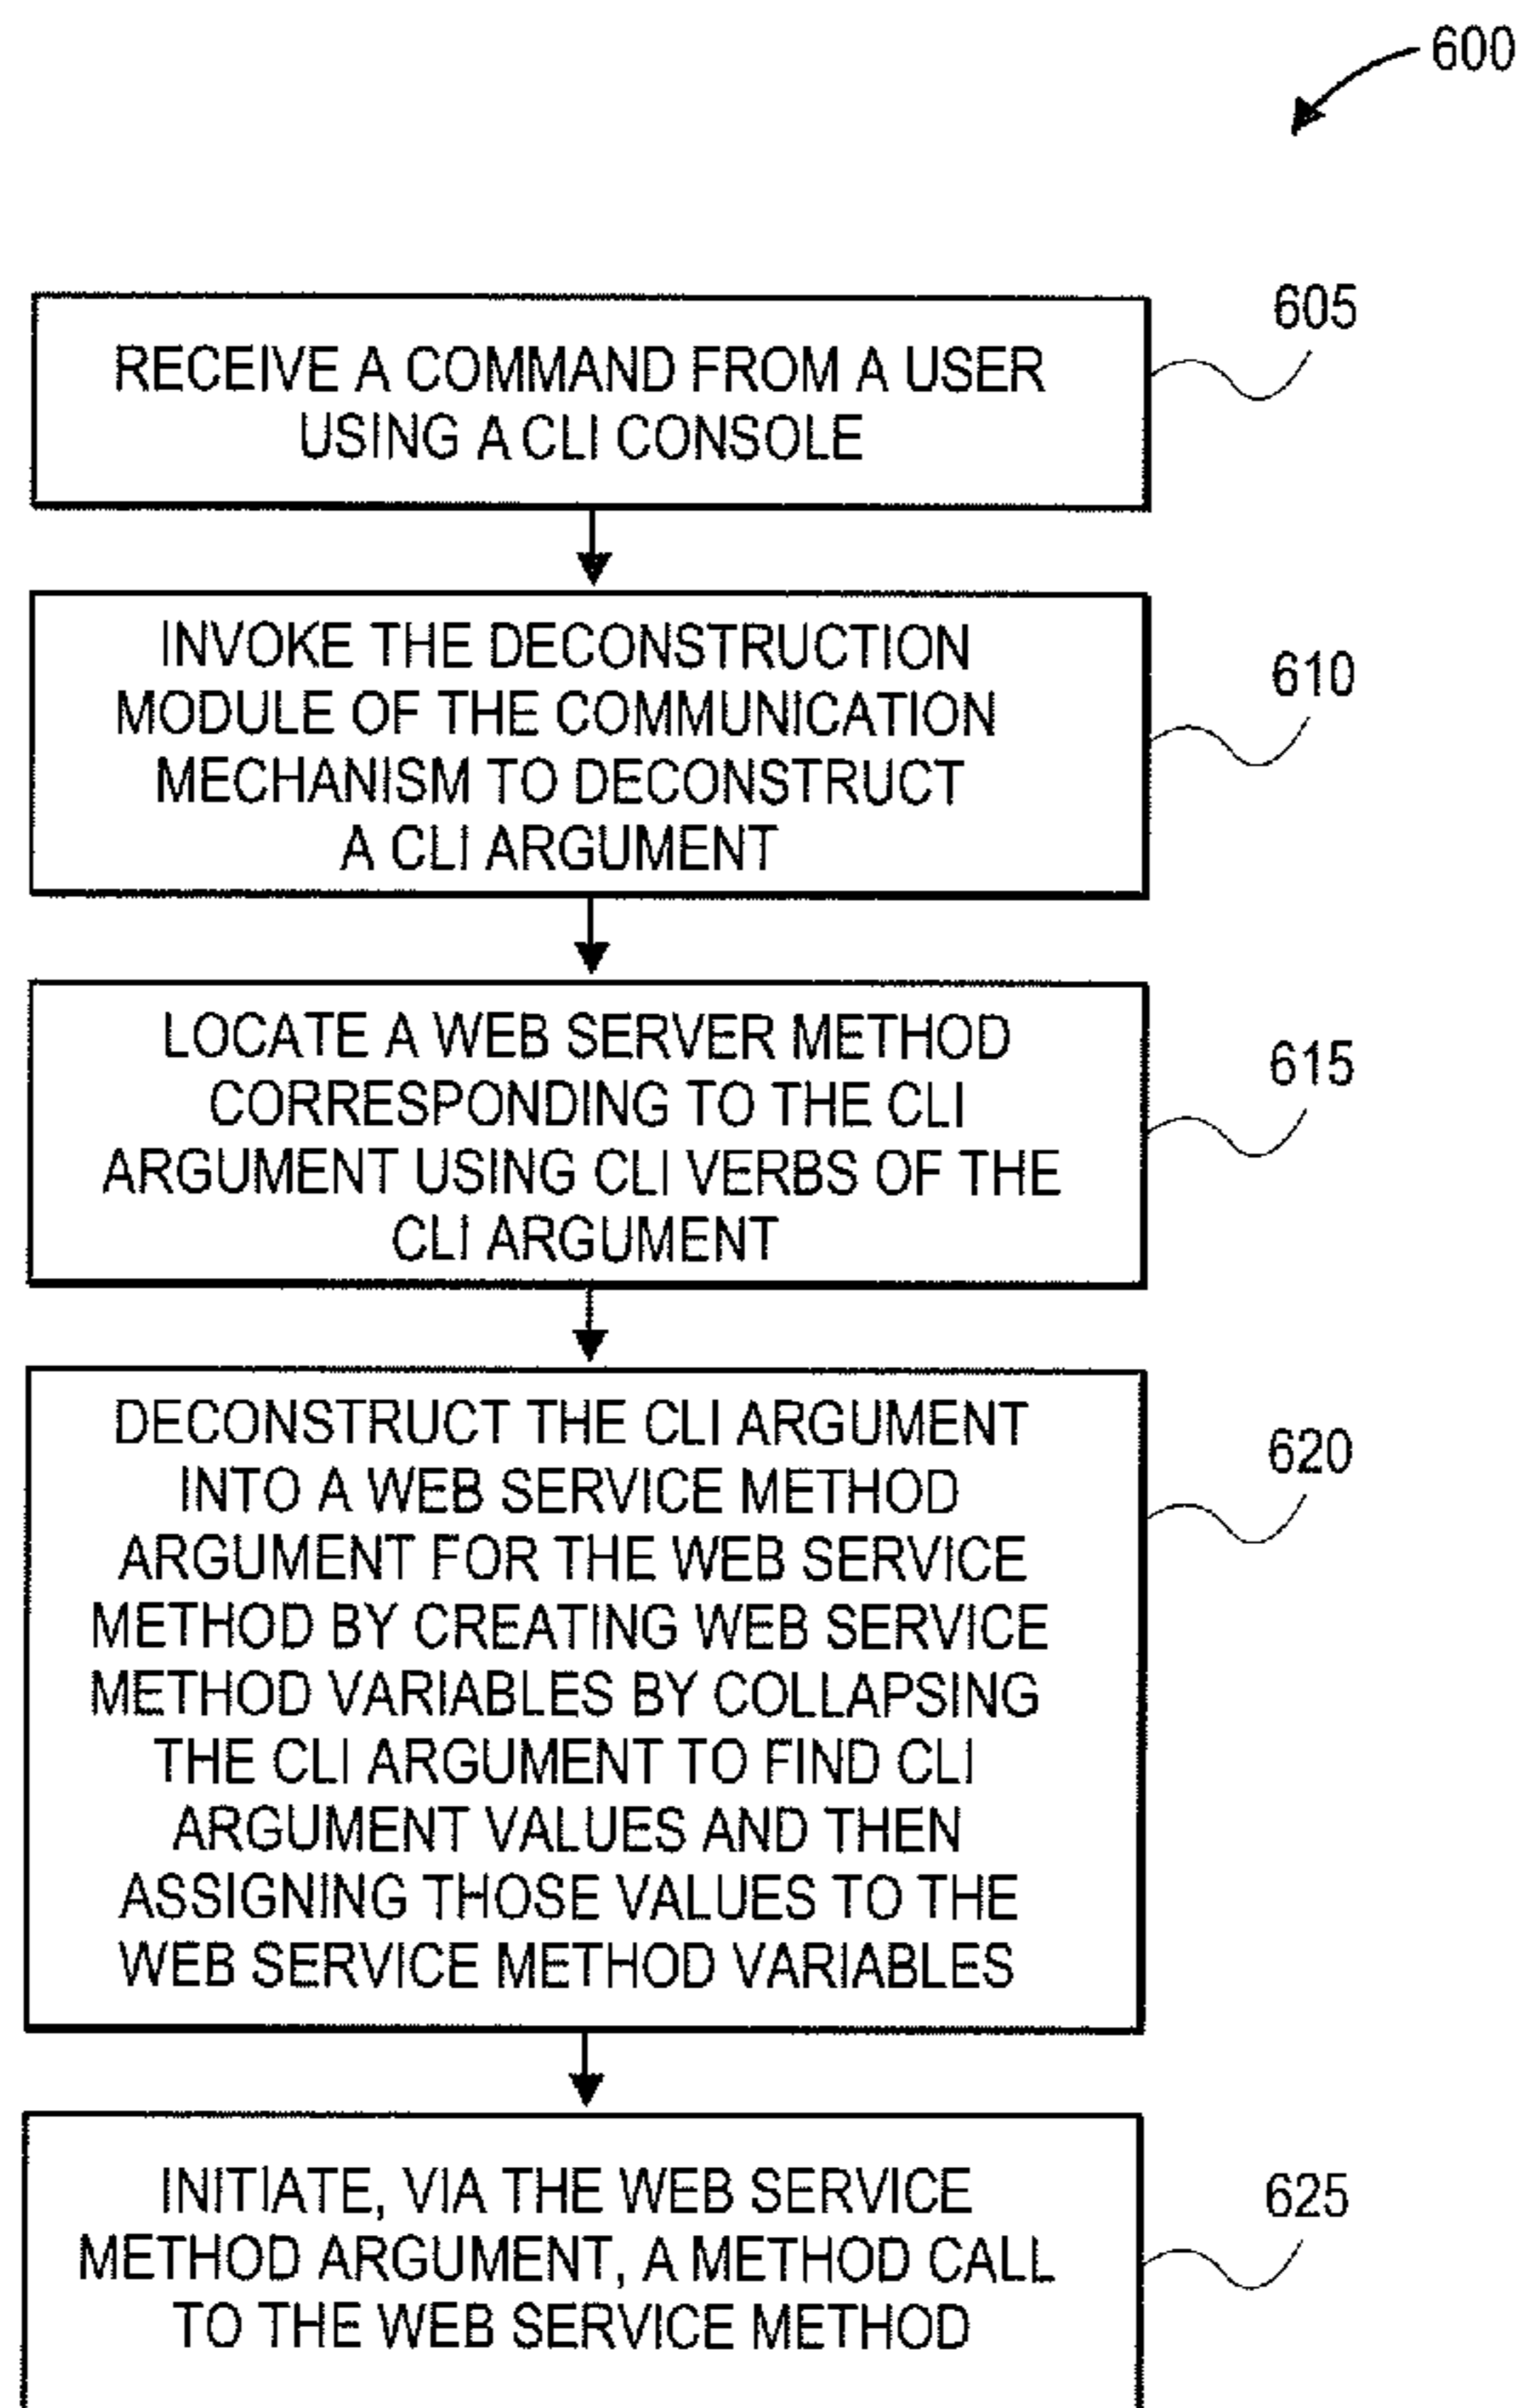 600
RECEIVE A COMMAND FROM A USER
USING A CLI CONSOLE
605
INVOKE THE DECONSTRUCTION
MODULE OF THE COMMUNICATION
MECHANISM TO DECONSTRUCT
A CLI ARGUMENT
610
LOCATE A WEB SERVER METHOD
CORRESPONDING TO THE CLI
ARGUMENT USING CLI VERBS OF THE
CLI ARGUMENT
615
DECONSTRUCT THE CLI ARGUMENT
INTO A WEB SERVICE METHOD
ARGUMENT FOR THE WEB SERVICE
METHOD BY CREATING WEB SERVICE
METHOD VARIABLES BY COLLAPSING
THE CLI ARGUMENT TO FIND CLI
ARGUMENT VALUES AND THEN
ASSIGNING THOSE VALUES TO THE
WEB SERVICE METHOD VARIABLES
620
INITIATE, VIA THE WEB SERVICE
METHOD ARGUMENT, A METHOD CALL
TO THE WEB SERVICE METHOD
625